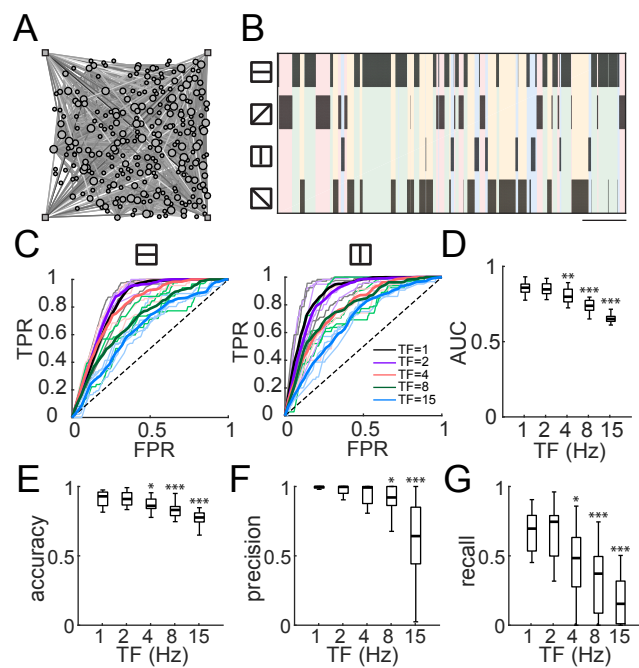 A
B
C
TPR
1
0.8
0.6
0.4
0.2
0
0.5
1
FPR
TPR
1
0.8
0.6
0.4
0.2
0
0.5
1
FPR
TF=1
TF=2
TF=4
TF=8
TF=15
D
AUC
1
0.5
0
** *** ***
1 2 4 8 15
TF (Hz)
E
accuracy
1
0.5
0
* *** ***
1 2 4 8 15
TF (Hz)
F
precision
1
0.5
0
* ***
1 2 4 8 15
TF (Hz)
G
recall
1
0.5
0
* *** ***
1 2 4 8 15
TF (Hz)